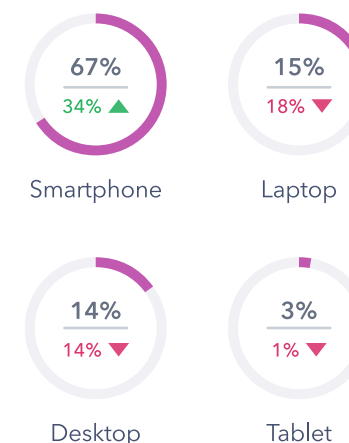 67%
34%
Smartphone
15%
18%
Laptop
14%
14%
Desktop
3%
1%
Tablet